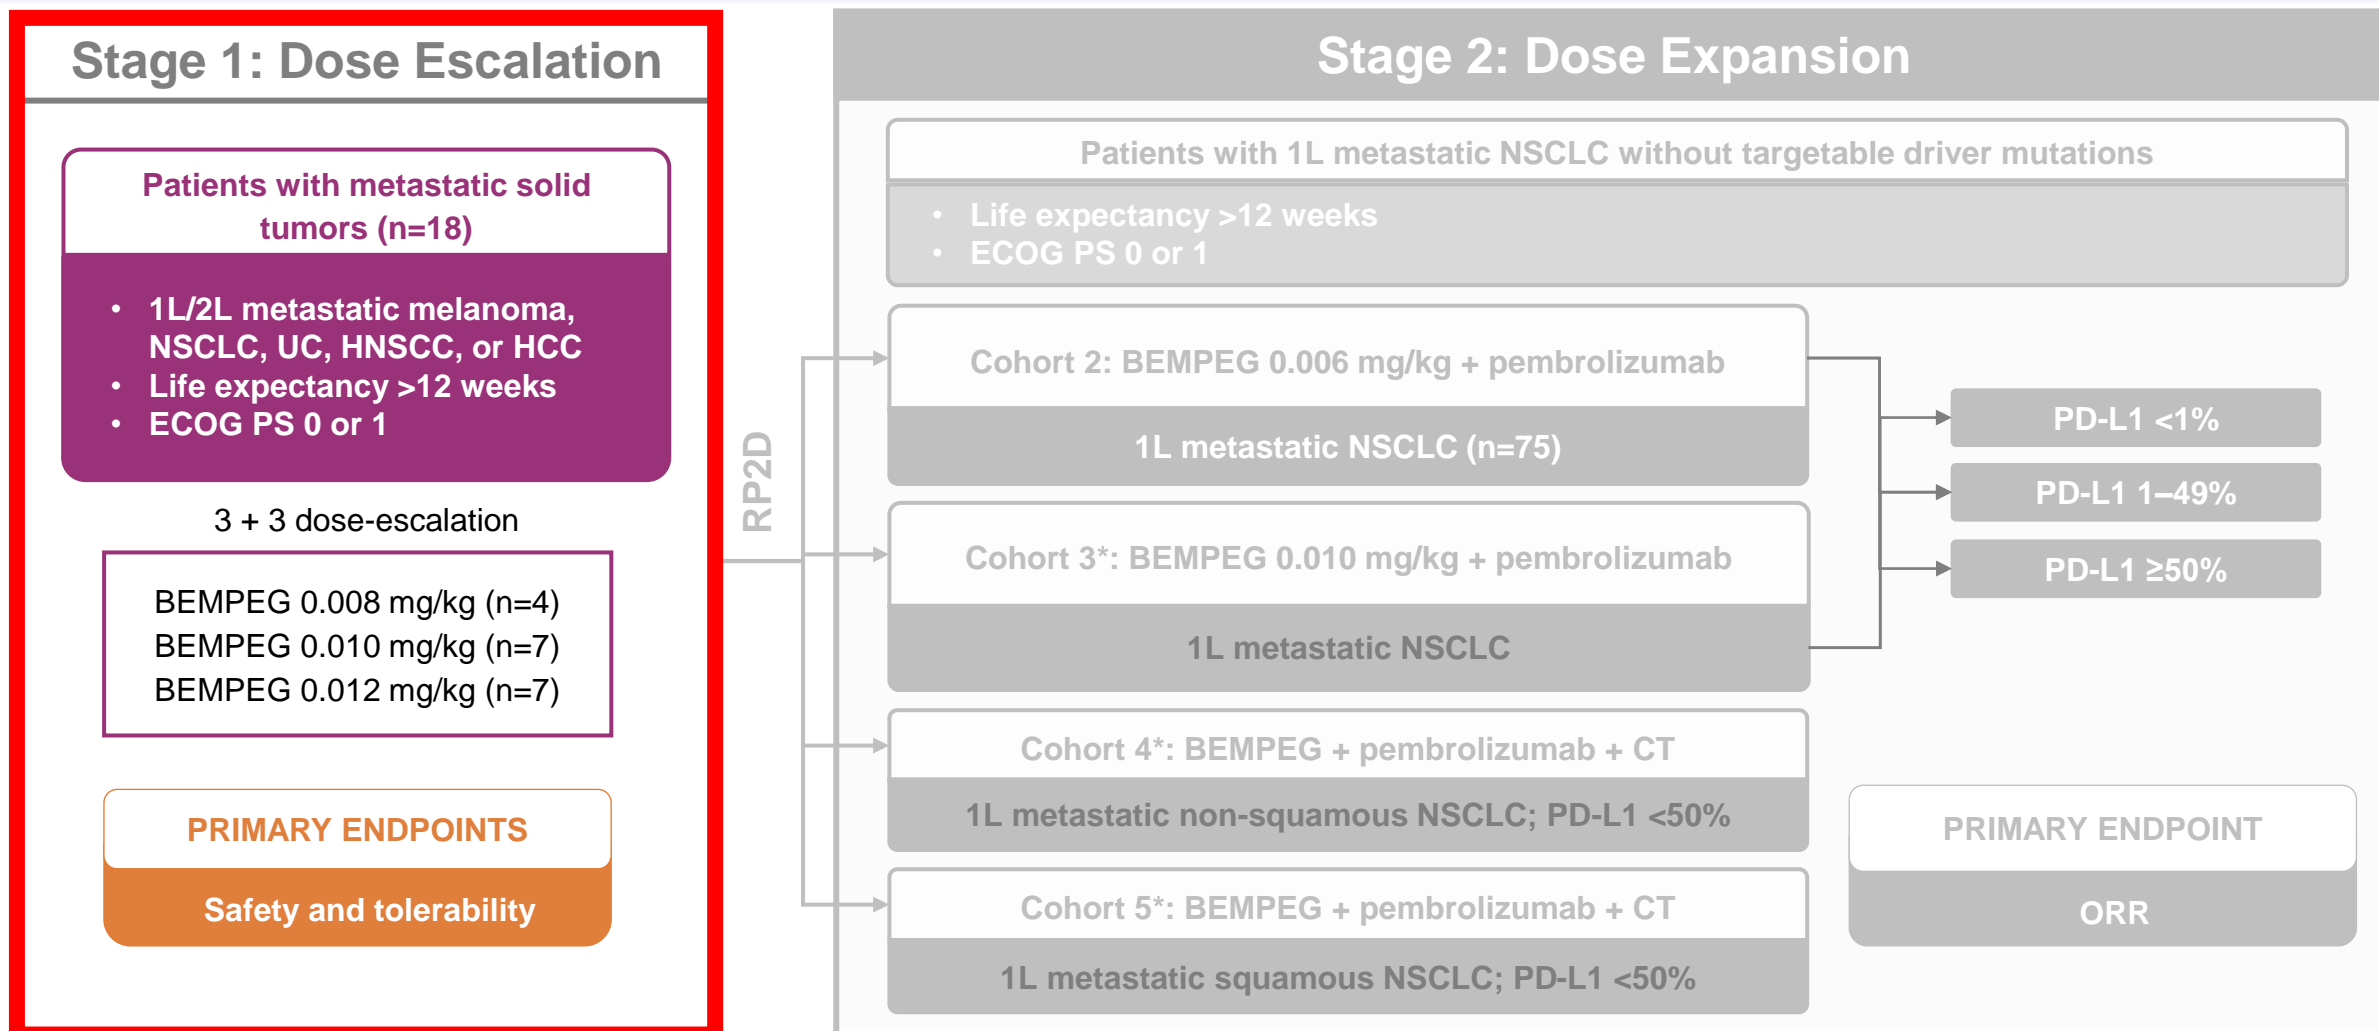 Stage 1: Dose Escalation
Patients with metastatic solid
tumors (n=18)
• 1L/2L metastatic melanoma,
NSCLC, UC, HNSCC, or HCC
• Life expectancy >12 weeks
• ECOG PS 0 or 1
3 + 3 dose-escalation
BEMPEG 0.008 mg/kg (n=4)
BEMPEG 0.010 mg/kg (n=7)
BEMPEG 0.012 mg/kg (n=7)
PRIMARY ENDPOINTS
Safety and tolerability
RP2D
Stage 2: Dose Expansion
Patients with 1L metastatic NSCLC without targetable driver mutations
• Life expectancy >12 weeks
• ECOG PS 0 or 1
Cohort 2: BEMPEG 0.006 mg/kg + pembrolizumab
1L metastatic NSCLC (n=75)
Cohort 3*: BEMPEG 0.010 mg/kg + pembrolizumab
1L metastatic NSCLC
Cohort 4*: BEMPEG + pembrolizumab + CT
1L metastatic non-squamous NSCLC; PD-L1 <50%
Cohort 5*: BEMPEG + pembrolizumab + CT
1L metastatic squamous NSCLC; PD-L1 <50%
PD-L1 <1%
PD-L1 1–49%
PD-L1 ≥50%
PRIMARY ENDPOINT
ORR